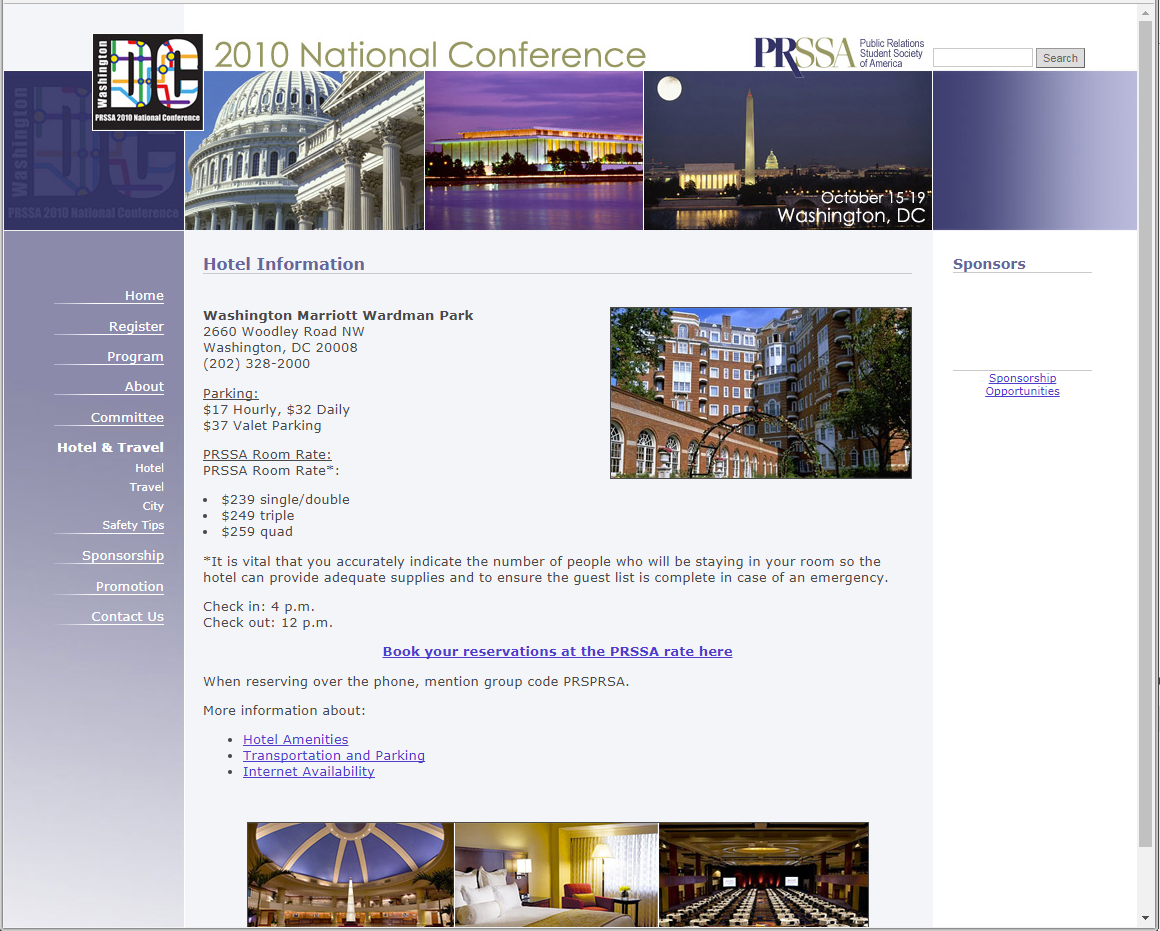 Washington
DC
PRSSA 2010 National Conference
2010 National Conference
PRSSA
Public Relations
Student Society
of America
Search
Washington
DC
PRSSA 2010 National Conference
October 15-19
Washington, DC
Home
Register
Program
About
Committee
Hotel & Travel
Hotel
Travel
City
Safety Tips
Sponsorship
Promotion
Contact Us
Hotel Information
Washington Marriott Wardman Park
2660 Woodley Road NW
Washington, DC 20008
(202) 328-2000
Parking:
$17 Hourly, $32 Daily
$37 Valet Parking
PRSSA Room Rate:
PRSSA Room Rate*:
• $239 single/double
• $249 triple
• $259 quad
*It is vital that you accurately indicate the number of people who will be staying in your room so the
hotel can provide adequate supplies and to ensure the guest list is complete in case of an emergency.
Check in: 4 p.m.
Check out: 12 p.m.
Book your reservations at the PRSSA rate here
When reserving over the phone, mention group code PRSPRSA.
More information about:
• Hotel Amenities
• Transportation and Parking
• Internet Availability
Sponsors
Sponsorship
Opportunities